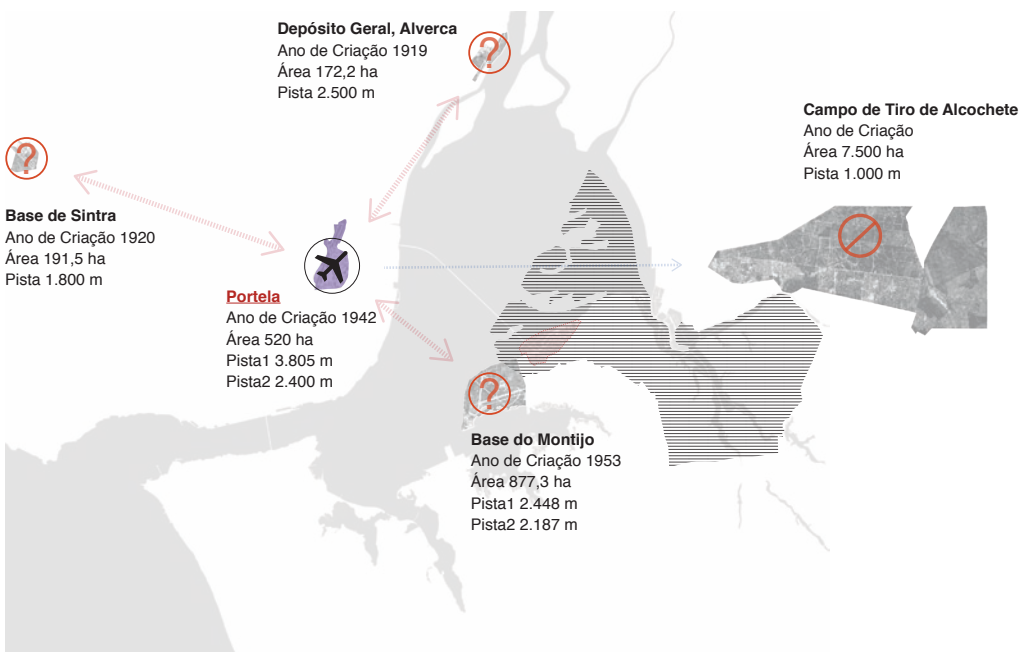 Depósito Geral, Alverca
Ano de Criação 1919
Área 172,2 ha
Pista 2.500 m
Campo de Tiro de Alcochete
Ano de Criação
Área 7.500 ha
Pista 1.000 m
?
?
Base de Sintra
Ano de Criação 1920
Área 191,5 ha
Pista 1.800 m
Portela
Ano de Criação 1942
Área 520 ha
Pista1 3.805 m
Pista2 2.400 m
?
Base do Montijo
Ano de Criação 1953
Área 877,3 ha
Pista1 2.448 m
Pista2 2.187 m